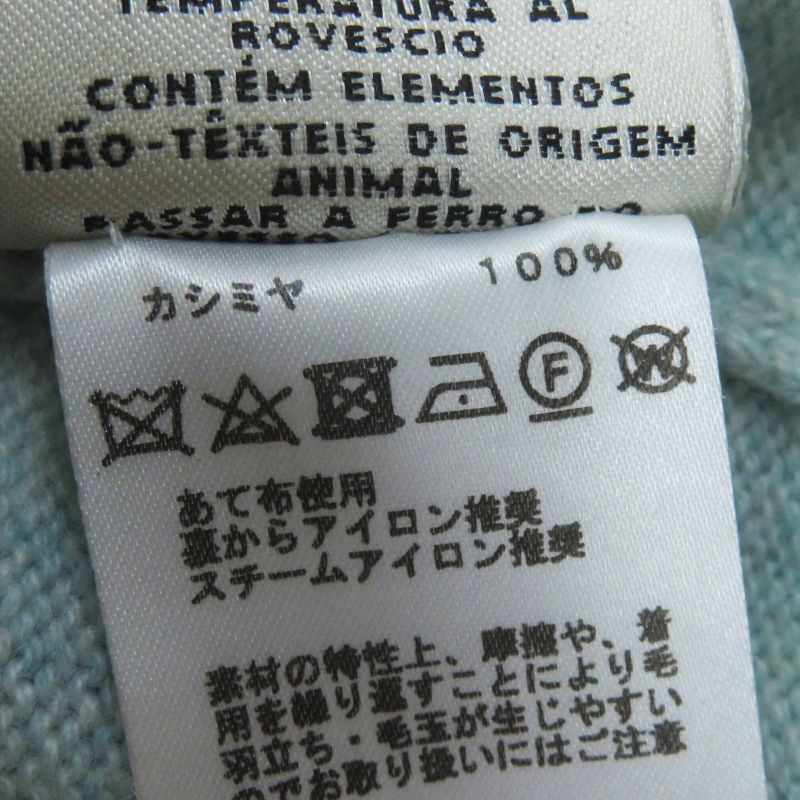 TEMPERATURA AL
ROVESCIO
CONTÉM ELEMENTOS
NÃO-TÊXTEIS DE ORIGEM
ANIMAL
PASSAR A FERRO NO
カシミヤ 100%
F
W
あて布使用
裏からアイロン推奨
スチームアイロン推奨
素材の特性上、摩擦や、着
用を繰り返すことにより毛
羽立ち・毛玉が生じやすい
のでお取り扱いにはご注意